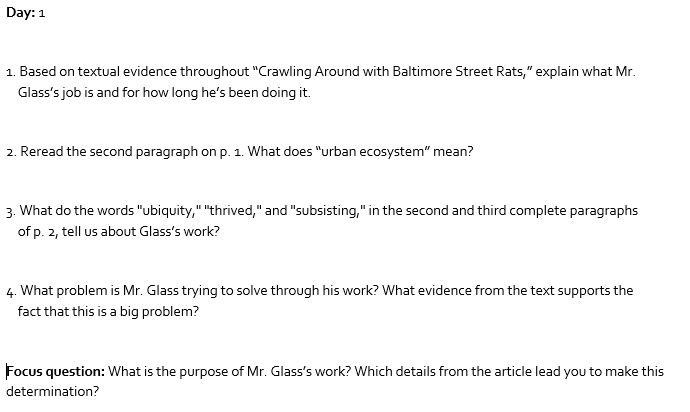 Day: 1
1. Based on textual evidence throughout “Crawling Around with Baltimore Street Rats,” explain what Mr.
Glass’s job is and for how long he’s been doing it.
2. Reread the second paragraph on p. 1. What does “urban ecosystem” mean?
3. What do the words "ubiquity," "thrived," and "subsisting," in the second and third complete paragraphs
of p. 2, tell us about Glass’s work?
4. What problem is Mr. Glass trying to solve through his work? What evidence from the text supports the
fact that this is a big problem?
Focus question: What is the purpose of Mr. Glass’s work? Which details from the article lead you to make this
determination?